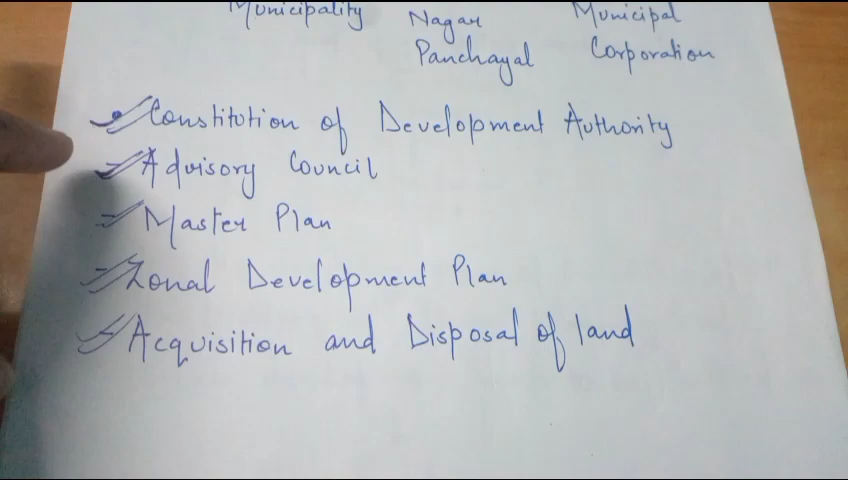 Municipality Nagar Municipal
Panchayat Corporation
Constitution of Development Authority
Advisory Council
Master Plan
Zonal Development Plan
Acquisition and Disposal of land